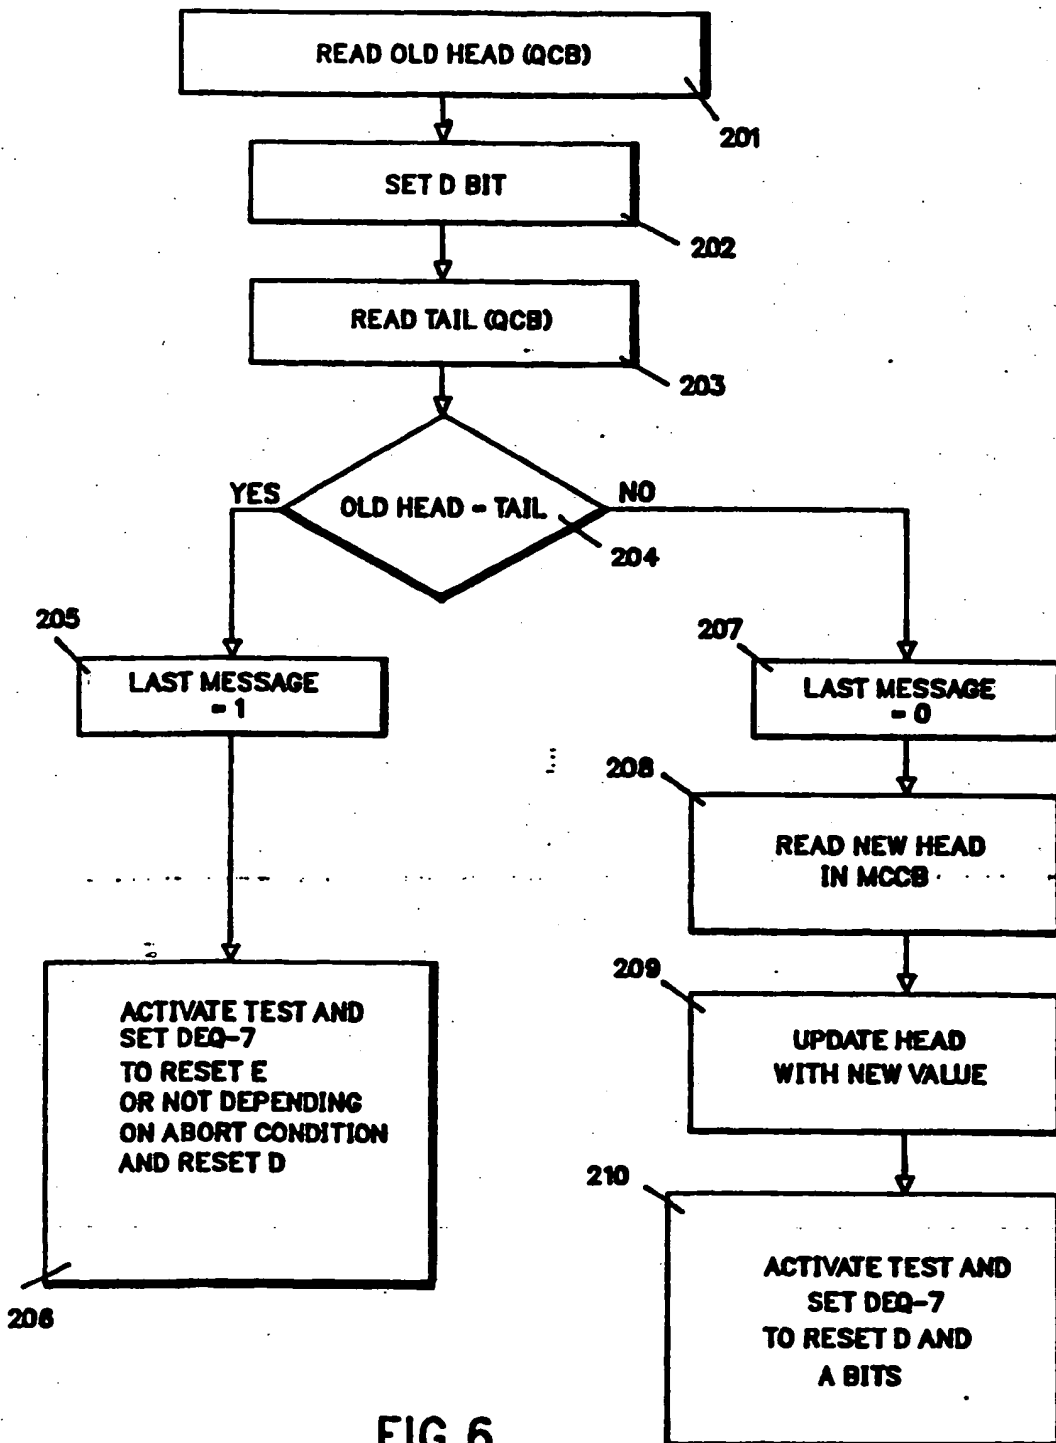 READ OLD HEAD (QCB)
201
SET D BIT
202
READ TAIL (QCB)
203
YES
OLD HEAD = TAIL
NO
204
205
LAST MESSAGE
= 1
207
LAST MESSAGE
= 0
208
READ NEW HEAD
IN MCCB
209
UPDATE HEAD
WITH NEW VALUE
ACTIVATE TEST AND
SET DEQ-7
TO RESET E
OR NOT DEPENDING
ON ABORT CONDITION
AND RESET D
206
210
ACTIVATE TEST AND
SET DEQ-7
TO RESET D AND
A BITS
FIG. 6